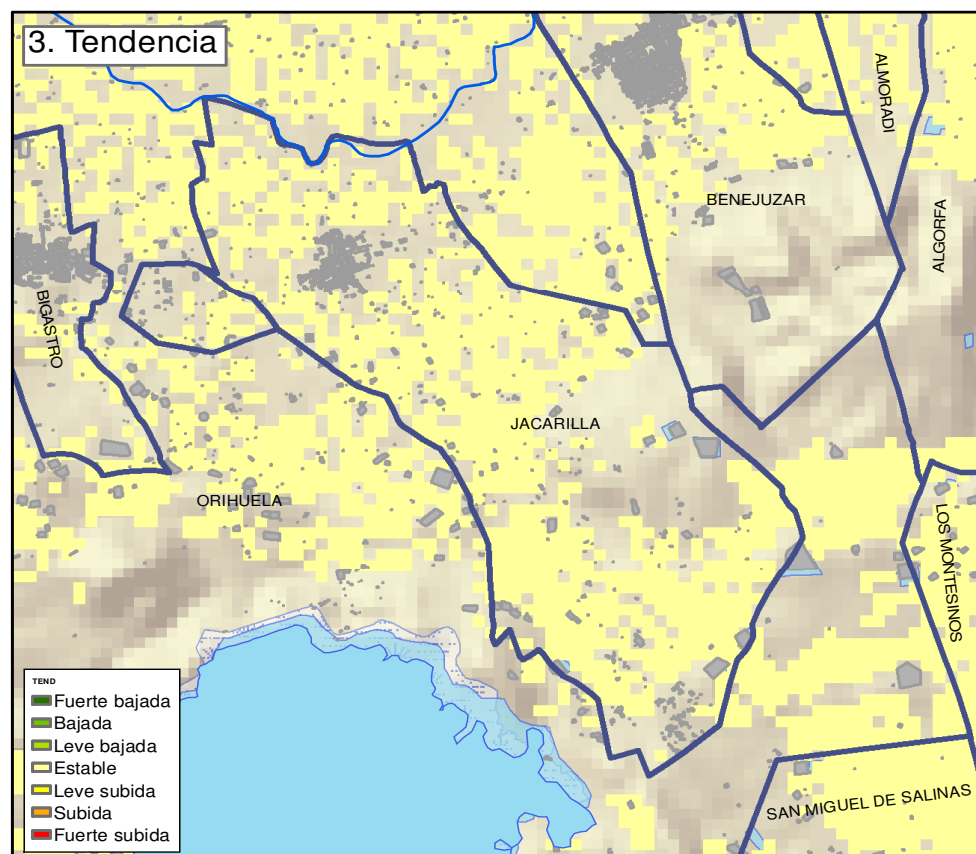 3. Tendencia
ALMORADI
BENEJUZAR
ALGORFA
BIGASTRO
JACARILLA
ORIHUELA
LOS MONTESINOS
SAN MIGUEL DE SALINAS
TEND
Fuerte bajada
Bajada
Leve bajada
Estable
Leve subida
Subida
Fuerte subida